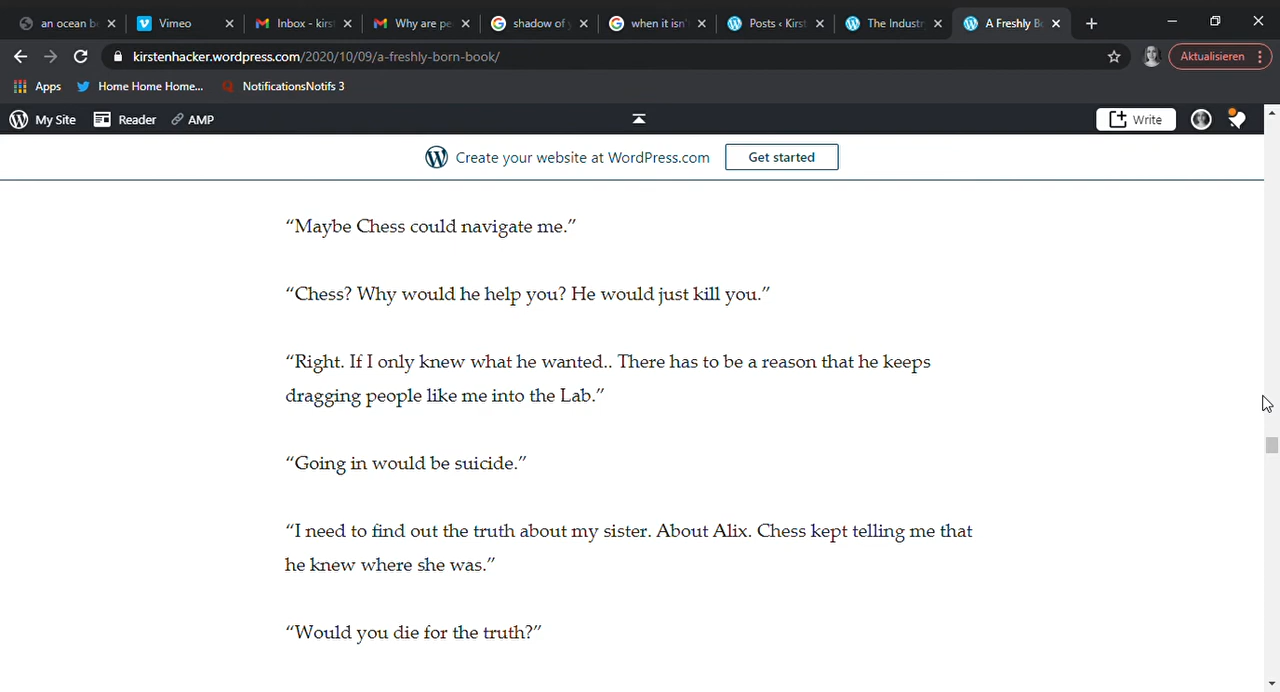 an ocean b
Vimeo
Inbox - kirst
Why are pe
shadow of
when it isn'
Posts ‹ Kirst
The Industr
A Freshly Bo
kirstenhacker.wordpress.com/2020/10/09/a-freshly-born-book/
Aktualisieren
Apps
Home Home Home...
NotificationsNotifs 3
My Site
Reader
AMP
Write
Create your website at WordPress.com
Get started
“Maybe Chess could navigate me.”
“Chess? Why would he help you? He would just kill you.”
“Right. If I only knew what he wanted.. There has to be a reason that he keeps
dragging people like me into the Lab.”
“Going in would be suicide.”
“I need to find out the truth about my sister. About Alix. Chess kept telling me that
he knew where she was.”
“Would you die for the truth?”